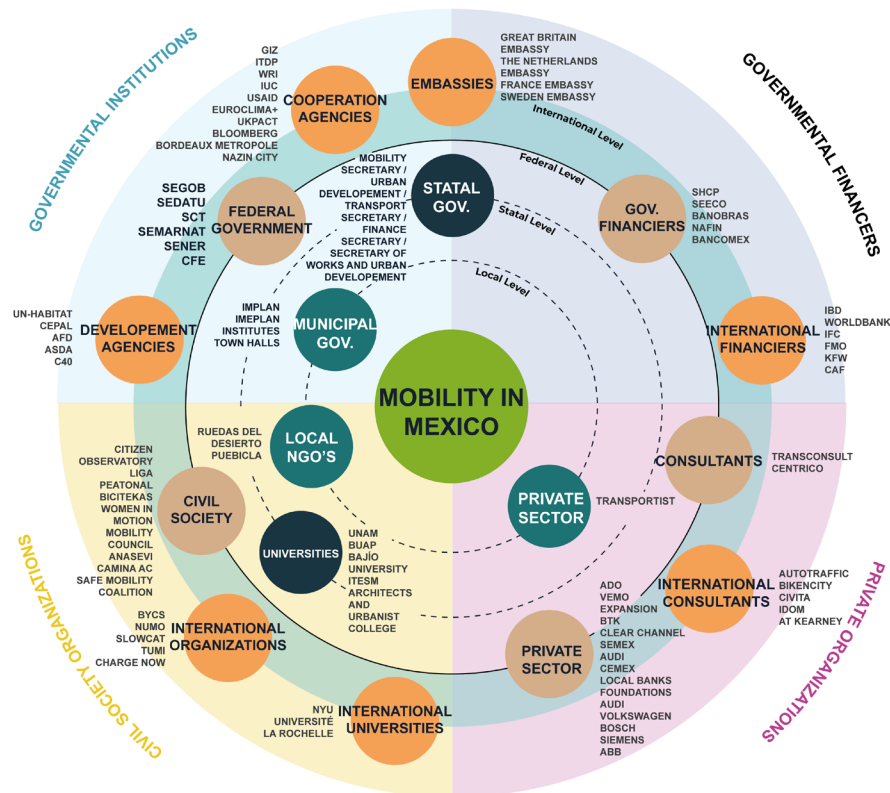 GOVERNMENTAL INSTITUTIONS
GIZ
ITDP
WRI
IUC
USAID
EUROCLIMA+
UKPACT
BLOOMBERG
BORDEAUX METROPOLE
NAZIN CITY
COOPERATION
AGENCIES
EMBASSIES
GREAT BRITAIN
EMBASSY
THE NETHERLANDS
EMBASSY
FRANCE EMBASSY
SWEDEN EMBASSY
GOVERNMENTAL FINANCERS
International Level
Federal Level
Statal Level
Local Level
SEGOB
SEDATU
SCT
SEMARNAT
SENER
CFE
FEDERAL
GOVERNMENT
MOBILITY
SECRETARY /
URBAN
DEVELOPEMENT /
TRANSPORT
SECRETARY /
FINANCE
SECRETARY /
SECRETARY OF
WORKS AND URBAN
DEVELOPEMENT
STATAL
GOV.
GOV.
FINANCIERS
SHCP
SEECO
BANOBRAS
NAFIN
BANCOMEX
UN-HABITAT
CEPAL
AFD
ASDA
C40
DEVELOPEMENT
AGENCIES
IMPLAN
IMEPLAN
INSTITUTES
TOWN HALLS
MUNICIPAL
GOV.
INTERNATIONAL
FINANCIERS
IBD
WORLDBANK
IFC
FMO
KFW
CAF
MOBILITY IN
MEXICO
RUEDAS DEL
DESIERTO
PUEBICLA
LOCAL
NGO'S
CONSULTANTS
TRANSCONSULT
CENTRICO
CITIZEN
OBSERVATORY
LIGA
PEATONAL
BICITEKAS
WOMEN IN
MOTION
MOBILITY
COUNCIL
ANASEVI
CAMINA AC
SAFE MOBILITY
COALITION
CIVIL
SOCIETY
PRIVATE
SECTOR
TRANSPORTIST
UNIVERSITIES
UNAM
BUAP
BAJÍO
UNIVERSITY
ITESM
ARCHITECTS
AND
URBANIST
COLLEGE
INTERNATIONAL
CONSULTANTS
AUTOTRAFFIC
BIKENCITY
CIVITA
IDOM
AT KEARNEY
BYCS
NUMO
SLOWCAT
TUMI
CHARGE NOW
INTERNATIONAL
ORGANIZATIONS
PRIVATE
SECTOR
ADO
VEMO
EXPANSION
BTK
CLEAR CHANNEL
SEMEX
AUDI
CEMEX
LOCAL BANKS
FOUNDATIONS
AUDI
VOLKSWAGEN
BOSCH
SIEMENS
ABB
NYU
UNIVERSITÉ
LA ROCHELLE
INTERNATIONAL
UNIVERSITIES
CIVIL SOCIETY ORGANIZATIONS
PRIVATE ORGANIZATIONS